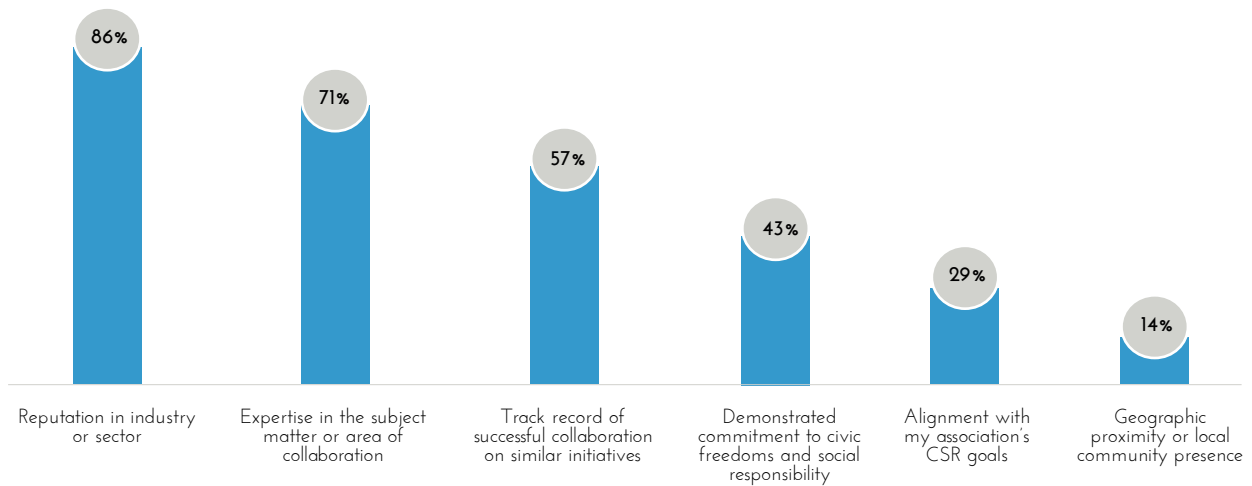 86%
71%
57%
43%
29%
14%
Reputation in industry
or sector
Expertise in the subject
matter or area of
collaboration
Track record of
successful collaboration
on similar initiatives
Demonstrated
commitment to civic
freedoms and social
responsibility
Alignment with
my association's
CSR goals
Geographic
proximity or local
community presence